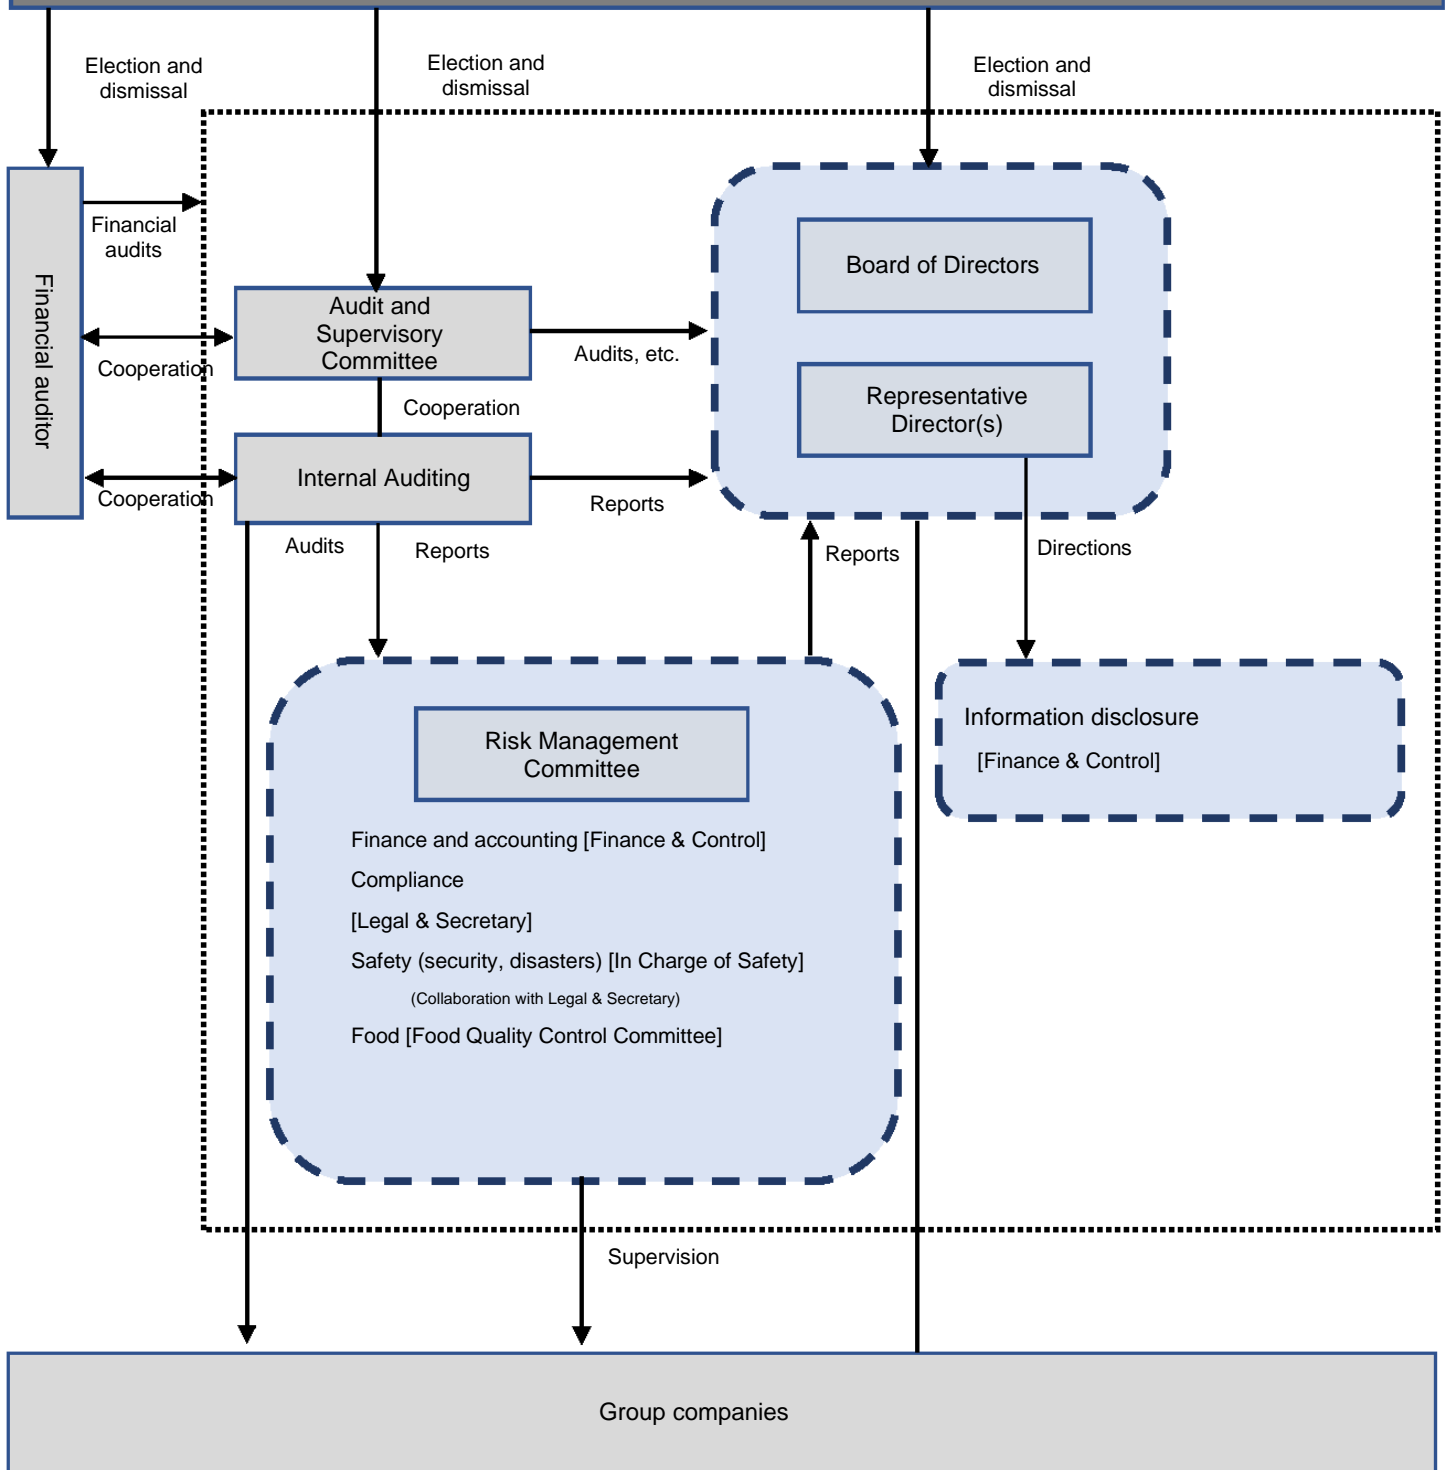 Election and
dismissal
Election and
dismissal
Election and
dismissal
Financial
audits
Financial auditor
Board of Directors
Audit and
Supervisory
Committee
Audits, etc.
Cooperation
Cooperation
Representative
Director(s)
Internal Auditing
Cooperation
Reports
Audits
Reports
Reports
Directions
Risk Management
Committee
Information disclosure
[Finance & Control]
Finance and accounting [Finance & Control]
Compliance
[Legal & Secretary]
Safety (security, disasters) [In Charge of Safety]
(Collaboration with Legal & Secretary)
Food [Food Quality Control Committee]
Supervision
Group companies